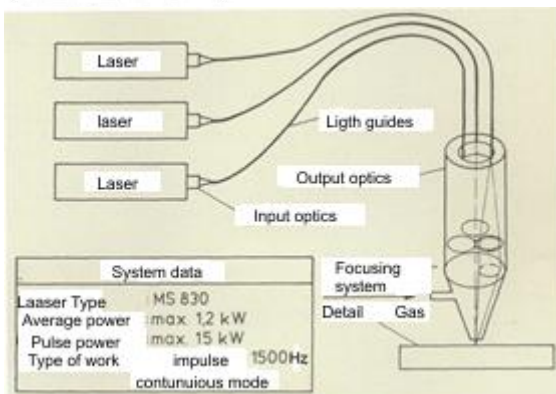 Laser
laser
Laser
Ligth guides
Output optics
Input optics
System data
Laaser Type : MS 830
Average power : max. 1,2 kW
Pulse power : max. 15 kW
Type of work impulse 1500Hz
contunuious mode
Focusing
system
Detail Gas